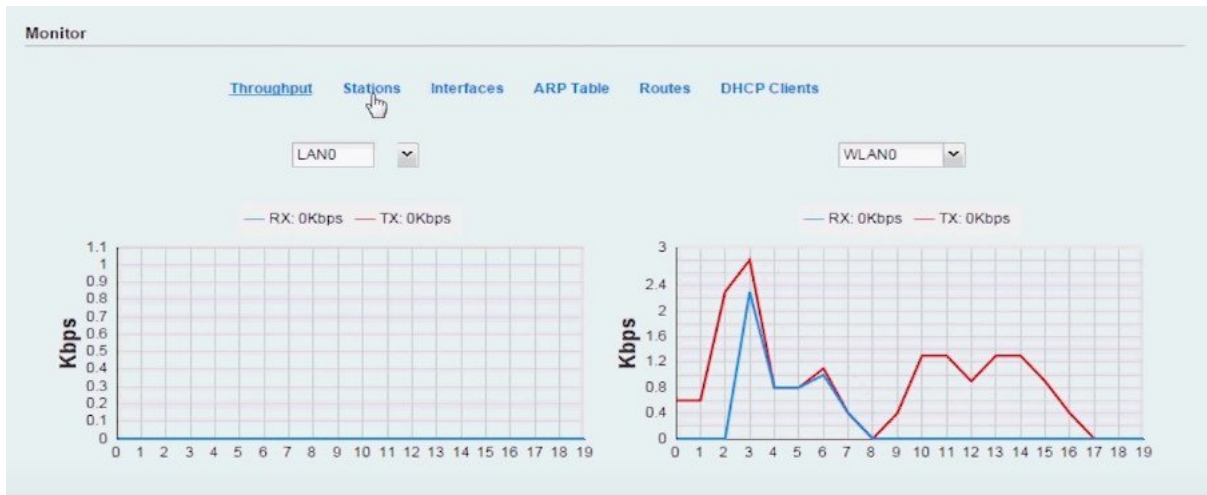 Monitor
Throughput Stations Interfaces ARP Table Routes DHCP Clients
LAN0
WLAN0
RX: 0Kbps TX: 0Kbps
RX: 0Kbps TX: 0Kbps
Kbps
1.1
1
0.9
0.8
0.7
0.6
0.5
0.4
0.3
0.2
0.1
0
0 1 2 3 4 5 6 7 8 9 10 11 12 13 14 15 16 17 18 19
Kbps
3
2.4
2
1.6
1.2
0.8
0.4
0
0 1 2 3 4 5 6 7 8 9 10 11 12 13 14 15 16 17 18 19